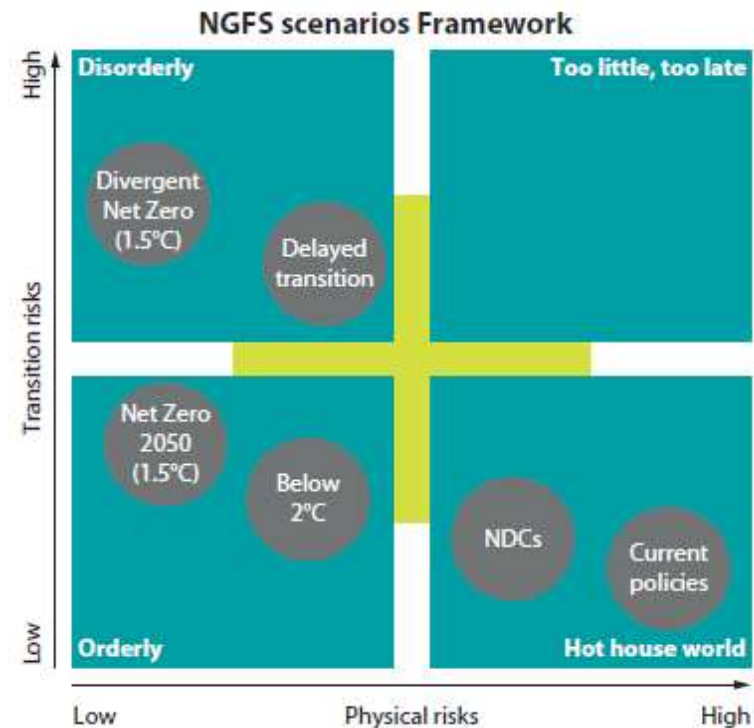 NGFS scenarios Framework
High
Disorderly
Too little, too late
Divergent
Net Zero
(1.5°C)
Delayed
transition
Transition risks
Net Zero
2050
(1.5°C)
Below
2°C
NDCs
Current
policies
Low
Orderly
Hot house world
Low
Physical risks
High